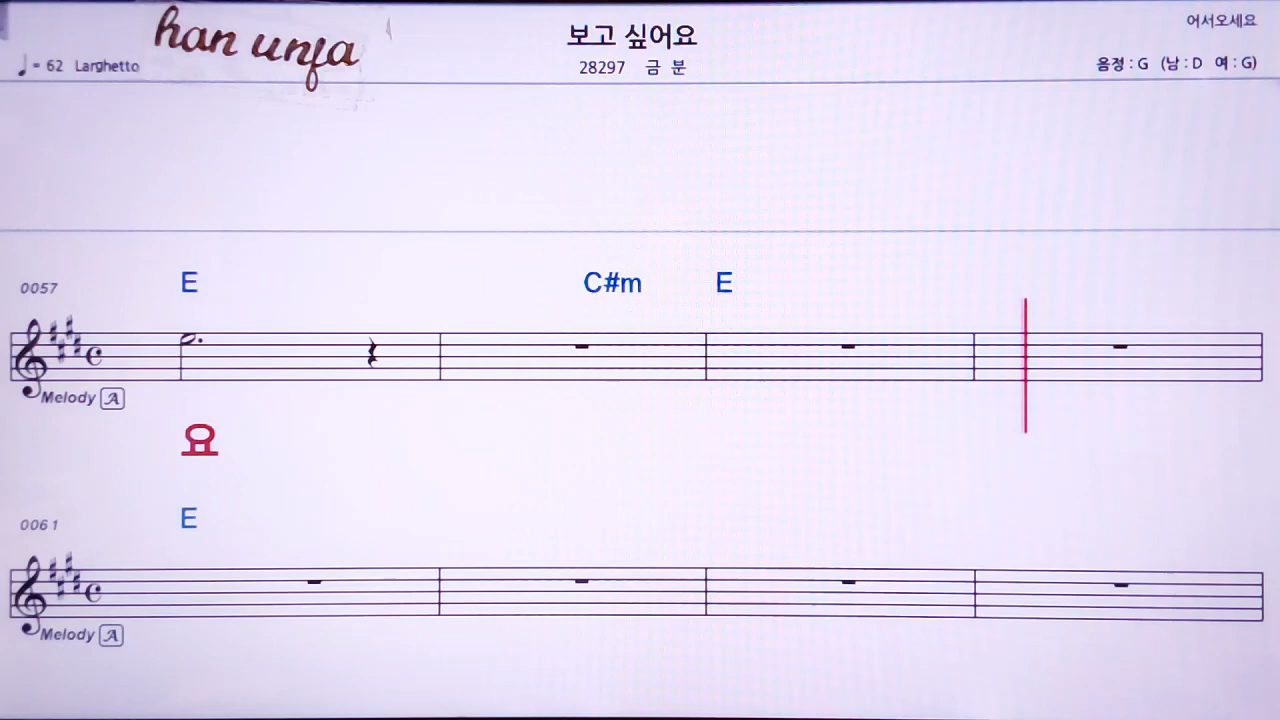 han unja
보고 싶어요
어서오세요
♩= 62 Larghetto
28297 금 분
음정 : G (남 : D 여 : G)
0057 E C#m E
Melody A
요
0061 E
Melody A